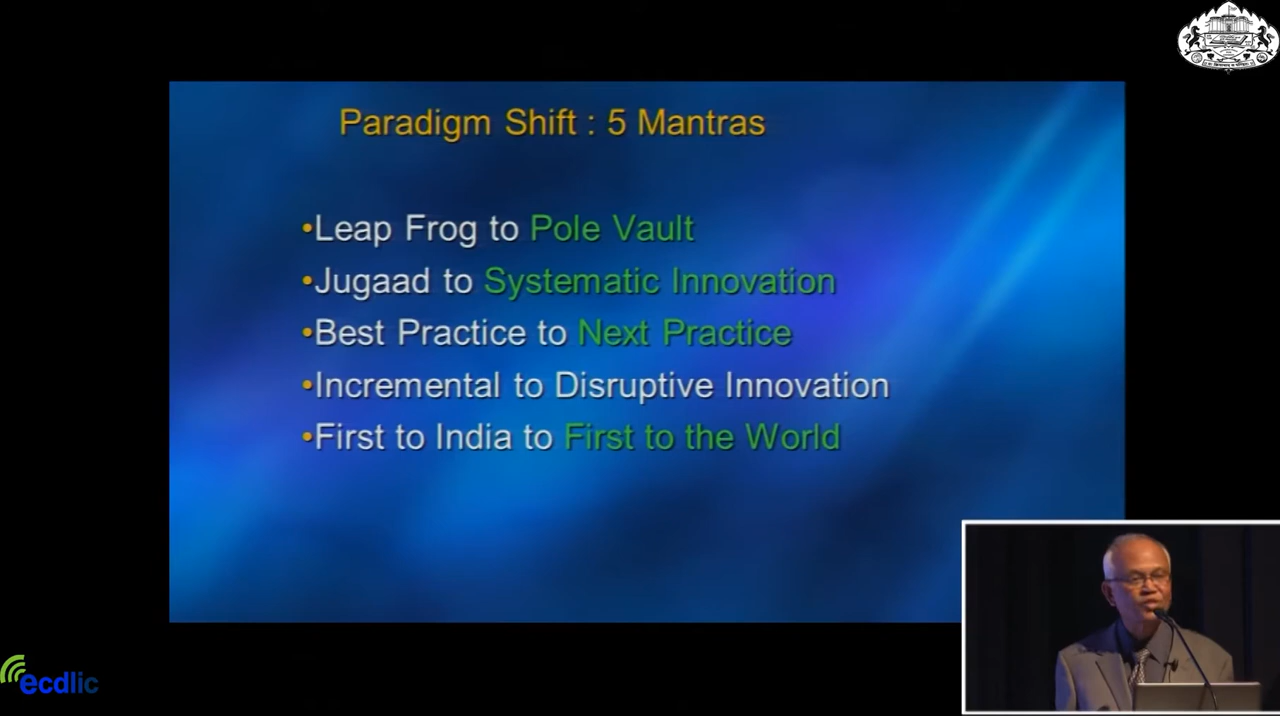 Paradigm Shift : 5 Mantras
•Leap Frog to Pole Vault
•Jugaad to Systematic Innovation
•Best Practice to Next Practice
•Incremental to Disruptive Innovation
•First to India to First to the World
ecdlic